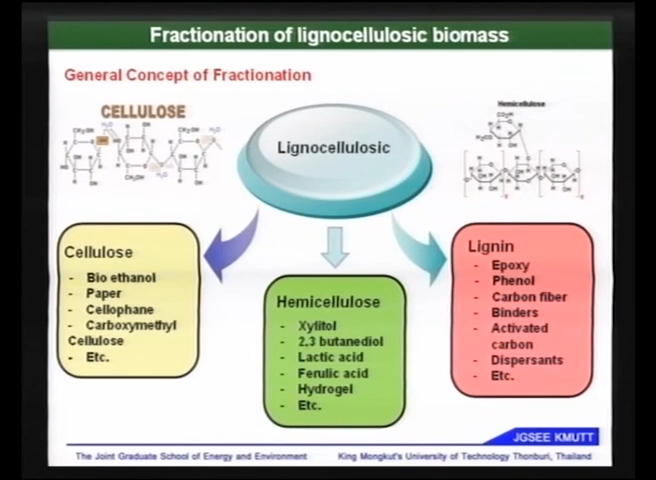 Fractionation of lignocellulosic biomass
General Concept of Fractionation
CELLULOSE
Hemicellulose
Lignocellulosic
Cellulose
- Bio ethanol
- Paper
- Cellophane
- Carboxymethyl
Cellulose
- Etc.
Hemicellulose
- Xylitol
- 2,3 butanediol
- Lactic acid
- Ferulic acid
- Hydrogel
- Etc.
Lignin
- Epoxy
- Phenol
- Carbon fiber
- Binders
- Activated
carbon
- Dispersants
- Etc.
JGSEE KMUTT
The Joint Graduate School of Energy and Environment
King Mongkut's University of Technology Thonburi, Thailand